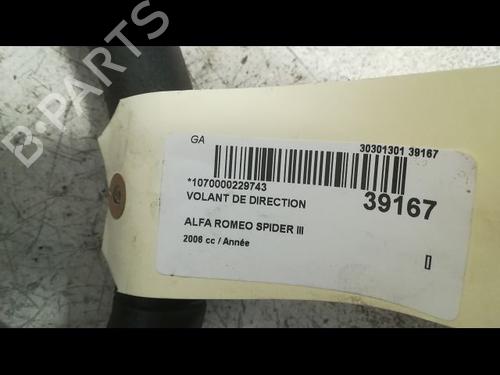 B-PARTS
GA
30301301 39167
*1070000229743
VOLANT DE DIRECTION
39167
ALFA ROMEO SPIDER III
2006 cc / Année